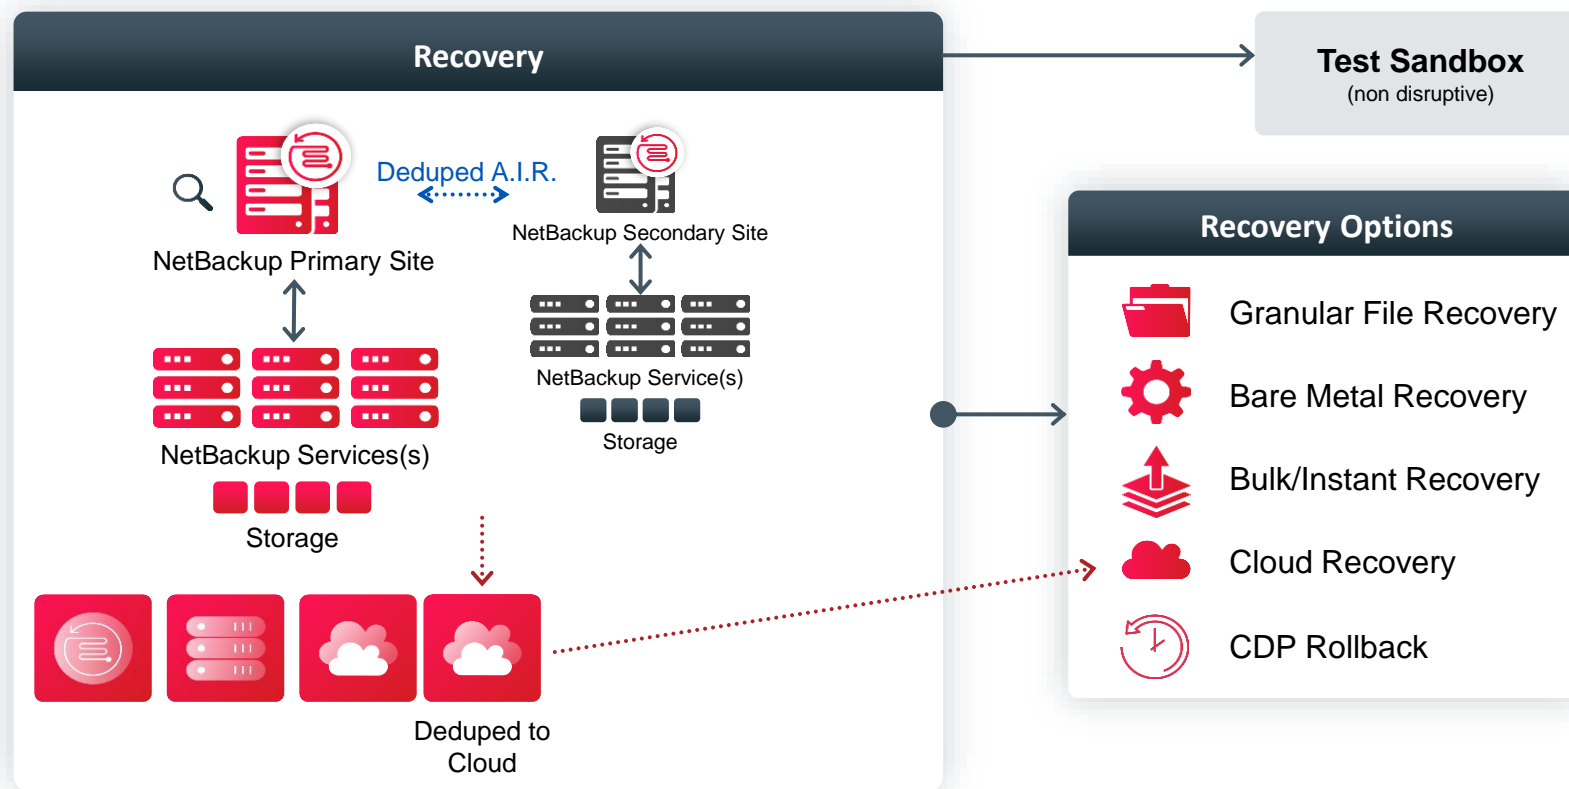 Recovery
Test Sandbox
(non disruptive)
Deduped A.I.R.
NetBackup Primary Site
NetBackup Secondary Site
NetBackup Services(s)
Storage
NetBackup Service(s)
Storage
Deduped to
Cloud
Recovery Options
Granular File Recovery
Bare Metal Recovery
Bulk/Instant Recovery
Cloud Recovery
CDP Rollback